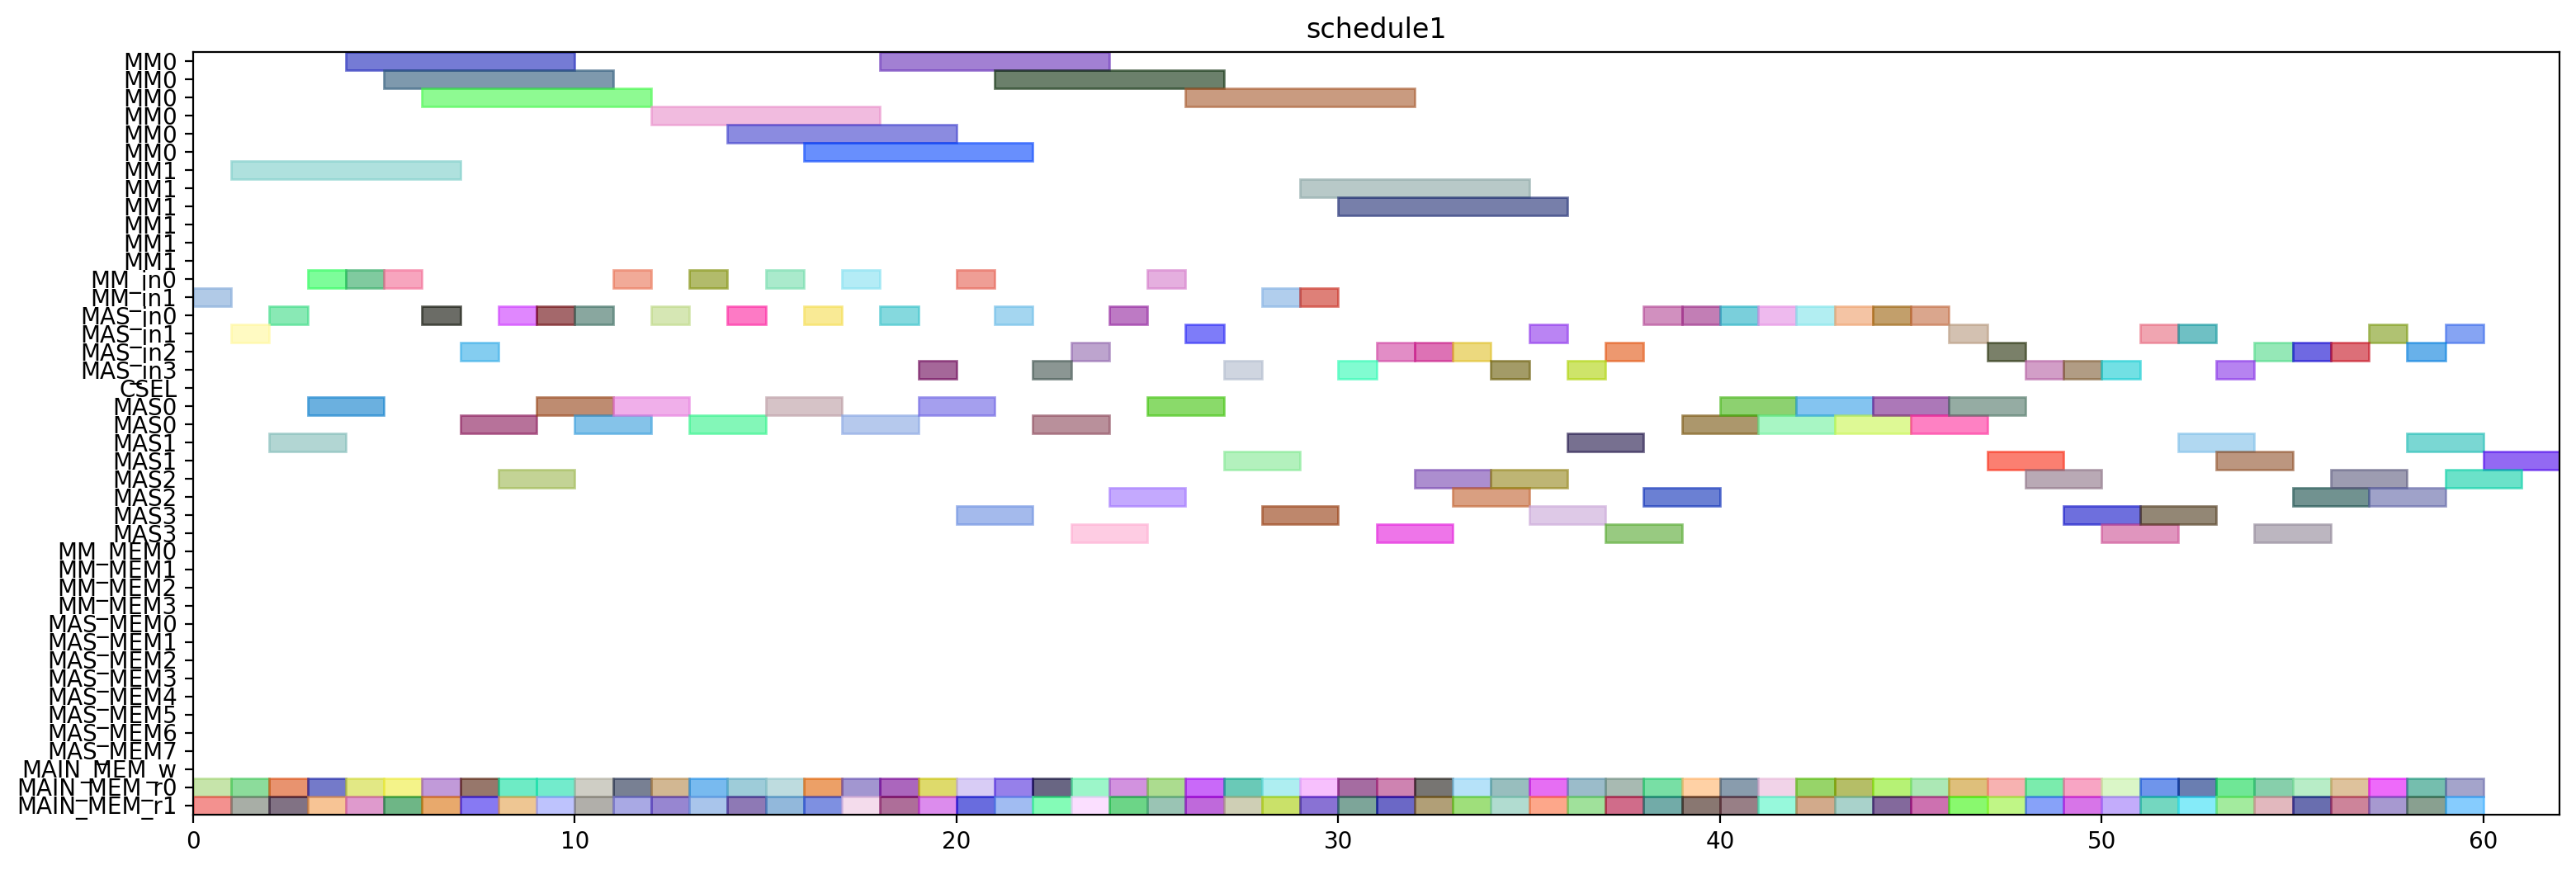 schedule1
MM0
MM0
MM0
MM0
MM0
MM0
MM1
MM1
MM1
MM1
MM1
MM1
MM_in0
MM_in1
MAS_in0
MAS_in1
MAS_in2
MAS_in3
CSEL
MAS0
MAS0
MAS1
MAS1
MAS2
MAS2
MAS3
MAS3
MM_MEM0
MM_MEM1
MM_MEM2
MM_MEM3
MAS_MEM0
MAS_MEM1
MAS_MEM2
MAS_MEM3
MAS_MEM4
MAS_MEM5
MAS_MEM6
MAS_MEM7
MAIN_MEM_w
MAIN_MEM_r0
MAIN_MEM_r1
0 10 20 30 40 50 60